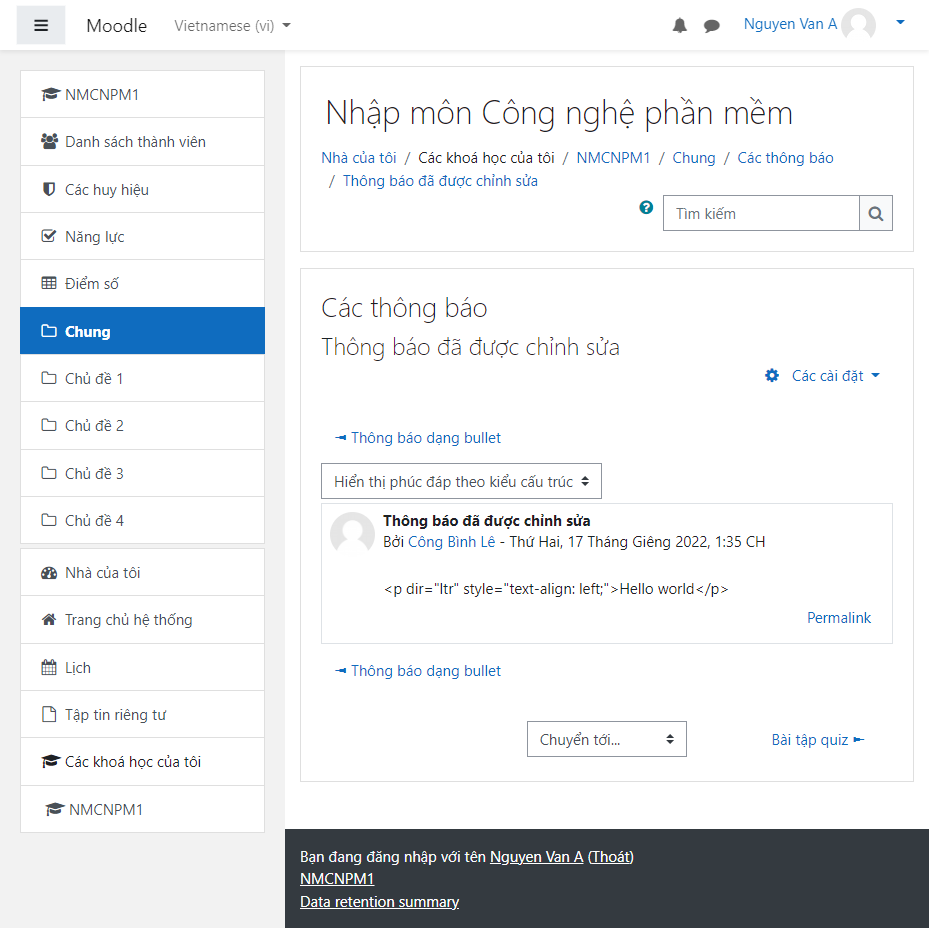 Moodle Vietnamese (vi) Nguyen Van A
NMCNPM1
Danh sách thành viên
Các huy hiệu
Năng lực
Điểm số
Chung
Chủ đề 1
Chủ đề 2
Chủ đề 3
Chủ đề 4
Nhà của tôi
Trang chủ hệ thống
Lịch
Tập tin riêng tư
Các khoá học của tôi
NMCNPM1
Nhập môn Công nghệ phần mềm
Nhà của tôi / Các khoá học của tôi / NMCNPM1 / Chung / Các thông báo
/ Thông báo đã được chỉnh sửa
Tìm kiếm
Các thông báo
Thông báo đã được chỉnh sửa
Các cài đặt
◄ Thông báo dạng bullet
Hiển thị phúc đáp theo kiểu cấu trúc
Thông báo đã được chỉnh sửa
Bởi Công Bình Lê - Thứ Hai, 17 Tháng Giêng 2022, 1:35 CH
<p dir="ltr" style="text-align: left;">Hello world</p>
Permalink
◄ Thông báo dạng bullet
Chuyển tới... Bài tập quiz ►
Bạn đang đăng nhập với tên Nguyen Van A (Thoát)
NMCNPM1
Data retention summary